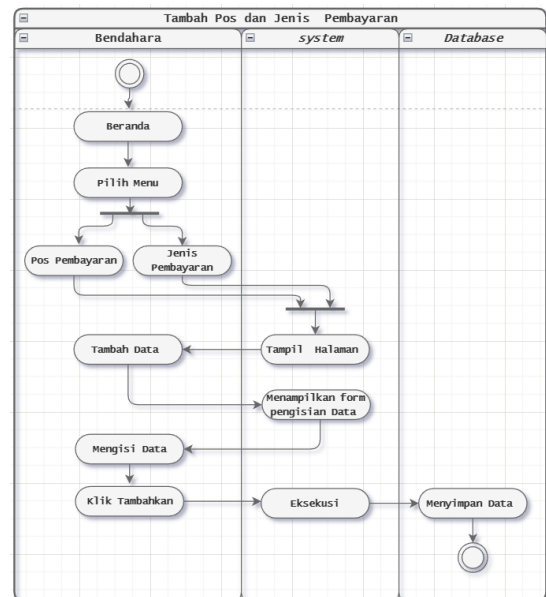 Tambah Pos dan Jenis Pembayaran
Bendahara
system
Database
Beranda
Pilih Menu
Pos Pembayaran
Jenis
Pembayaran
Tambah Data
Tampil Halaman
Menampilkan form
pengisian Data
Mengisi Data
Klik Tambahkan
Eksekusi
Menyimpan Data